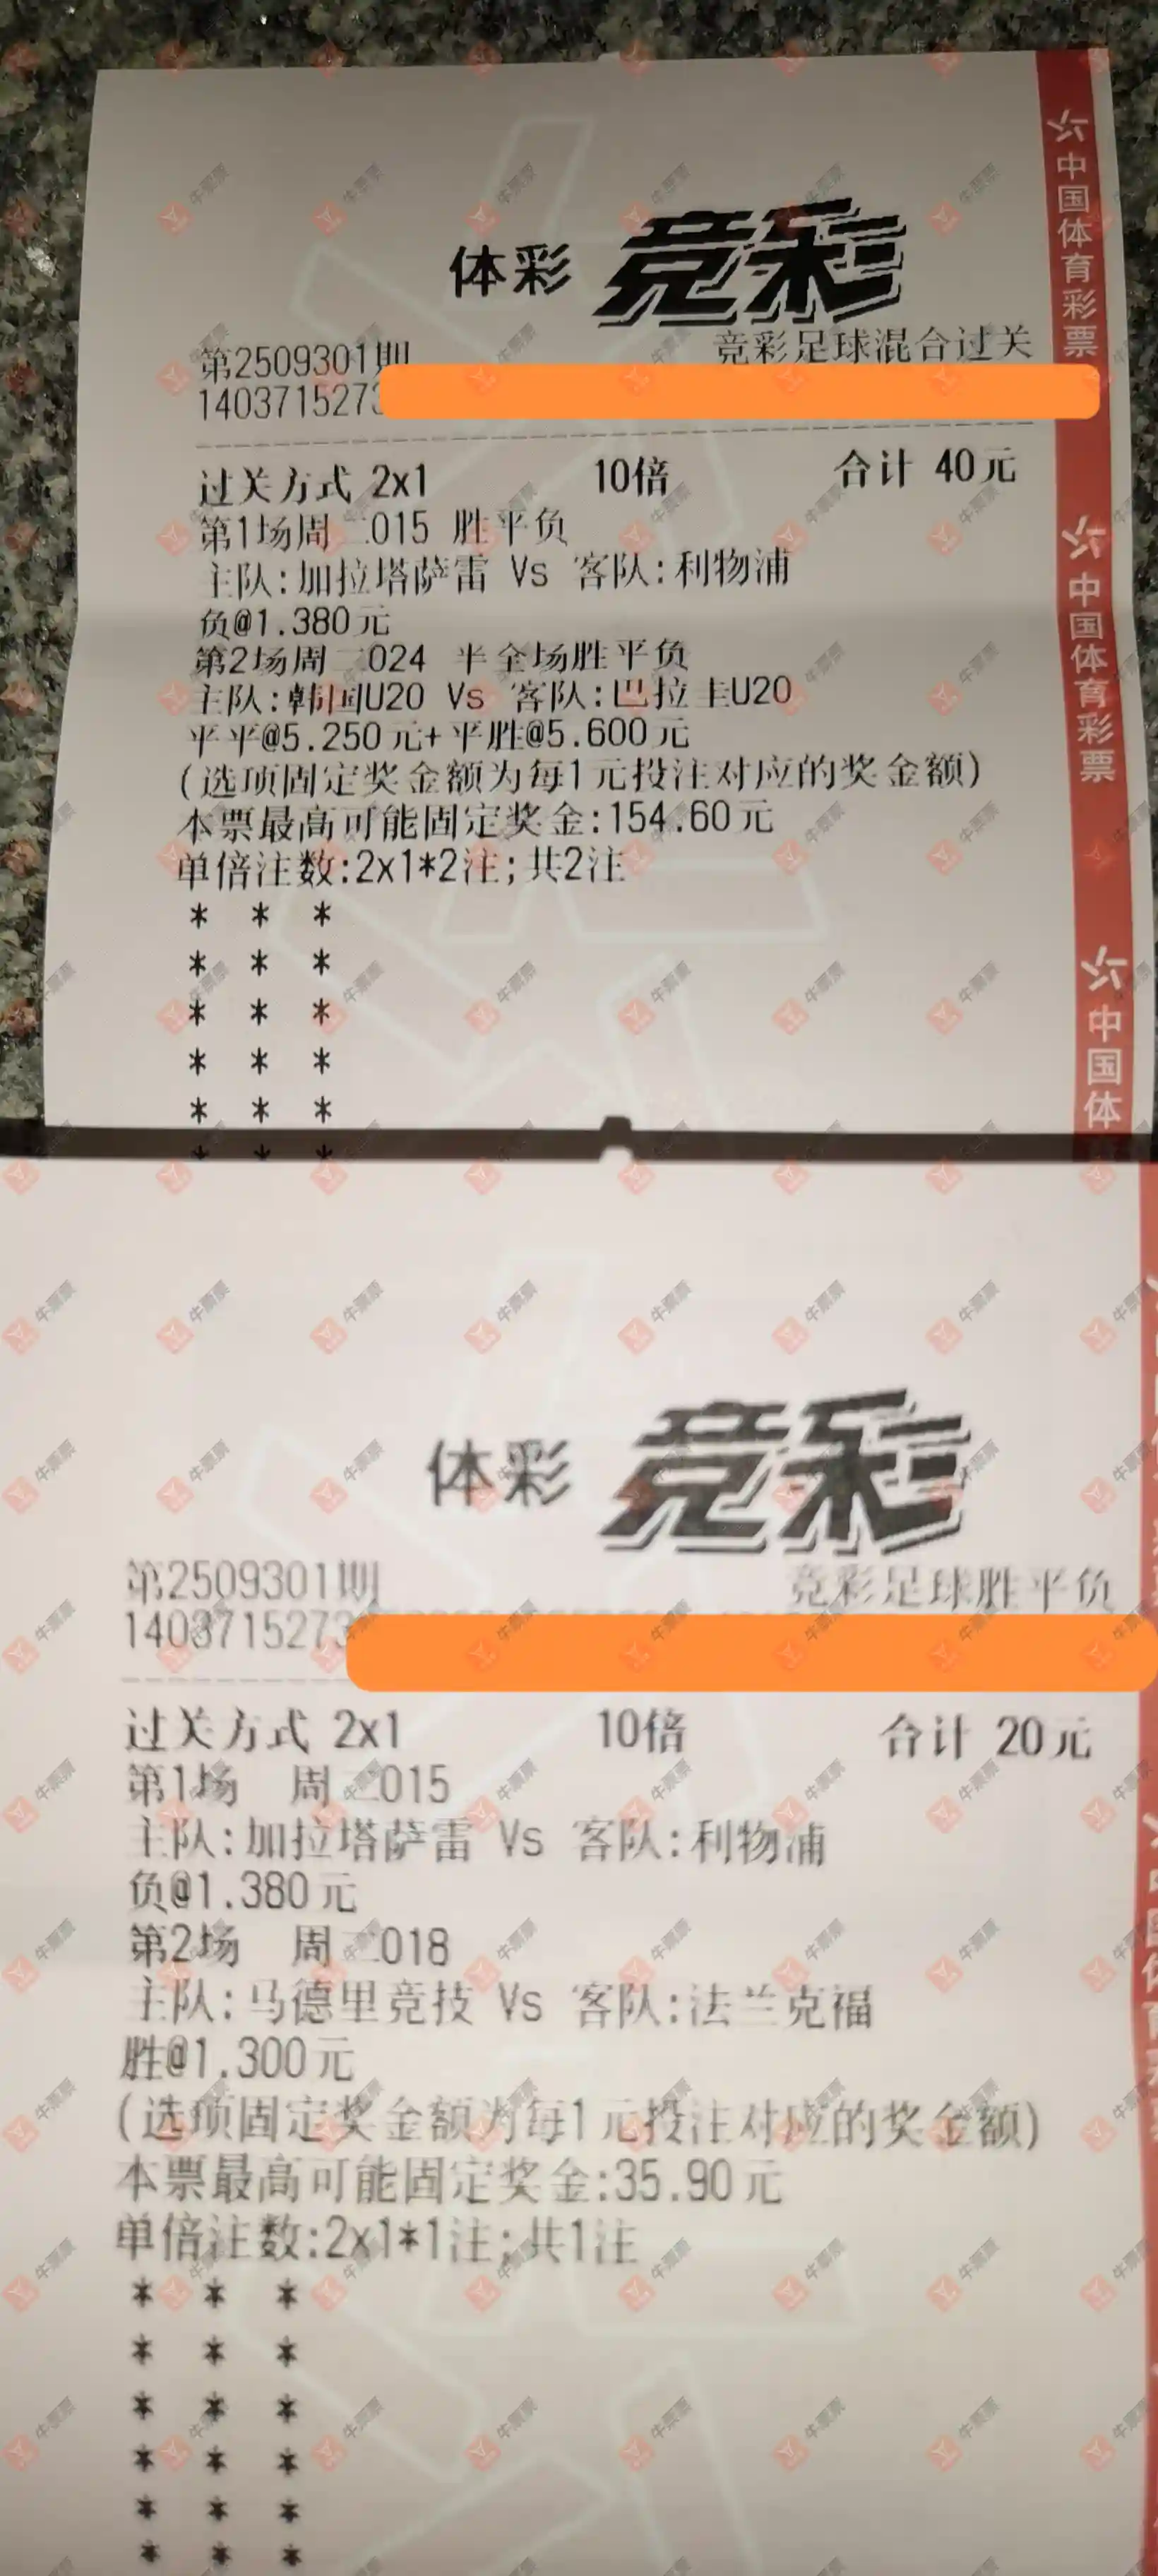 中国体育彩票
体彩 竞彩
第2509301期 竞彩足球混合过关
1403715273
过关方式 2x1 10倍 合计 40元
第1场周二015 胜平负
主队:加拉塔萨雷 Vs 客队:利物浦
负@1.380元
第2场周二024 半全场胜平负
主队:韩国U20 Vs 客队:巴拉圭U20
平平@5.250元+平胜@5.600元
(选项固定奖金额为每1元投注对应的奖金额)
本票最高可能固定奖金:154.60元
单倍注数:2x1*2注;共2注
* * *
* * *
* * *
* * *
* * *
* * *
中国体育彩票
中国体
体彩 竞彩
第2509301期 竞彩足球胜平负
1403715273
过关方式 2x1 10倍 合计 20元
第1场 周二015
主队:加拉塔萨雷 Vs 客队:利物浦
负@1.380元
第2场 周二018
主队:马德里竞技 Vs 客队:法兰克福
胜@1.300元
(选项固定奖金额为每1元投注对应的奖金额)
本票最高可能固定奖金:35.90元
单倍注数:2x1*1注;共1注
* * *
* * *
* * *
* * *
* * *
* * *
牛票票